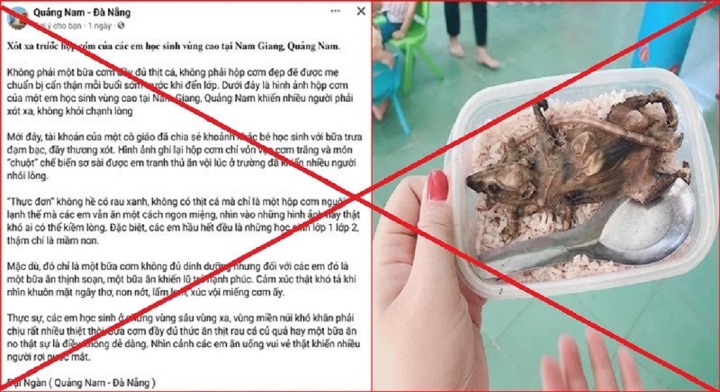 Quảng Nam - Đà Nẵng
ý cho bạn · 1 ngày ·
Xót xa trước hộp cơm của các em học sinh vùng cao tại Nam Giang, Quảng Nam.
Không phải một bữa cơm đầy đủ thịt cá, không phải hộp cơm đẹp đẽ được mẹ
chuẩn bị cẩn thận mỗi buổi sớm trước khi đến lớp. Dưới đây là hình ảnh hộp cơm
của một em học sinh vùng cao tại Nam Giang, Quảng Nam khiến nhiều người phải
xót xa, không khỏi chạnh lòng
Mới đây, tài khoản của một cô giáo đã chia sẻ khoảnh khắc bé học sinh với bữa trưa
đạm bạc, đầy thương xót. Hình ảnh ghi lại hộp cơm chỉ vỏn vẹn cơm trắng và món
"chuột" chế biến sơ sài được em tranh thủ ăn vội lúc ở trường đã khiến nhiều người
nhói lòng.
"Thực đơn" không hề có rau xanh, không có thịt cá mà chỉ là một hộp cơm nguội
lạnh thế mà các em vẫn ăn một cách ngon miệng, nhìn vào những hình ảnh này thật
khó ai có thể kiềm lòng. Đặc biệt, các em hầu hết đều là những học sinh lớp 1 lớp 2,
thậm chí là mầm non.
Mặc dù, đó chỉ là một bữa cơm không đủ dinh dưỡng nhưng đối với các em đó là
một bữa ăn thịnh soạn, một bữa ăn khiến lũ trẻ hạnh phúc. Cảm xúc thật khó tả khi
nhìn khuôn mặt ngây thơ, non nớt, lấm lem, xúc vội miếng cơm ấy.
Thực sự, các em học sinh ở những vùng sâu vùng xa, vùng miền núi khó khăn phải
chịu rất nhiều thiệt thòi bữa cơm đầy đủ thức ăn thịt rau cá củ quả hay một bữa ăn
no thật sự là điều không dễ dàng. Nhìn cảnh các em ăn uống vui vẻ thật khiến nhiều
người rơi nước mắt.
Đại Ngàn ( Quảng Nam - Đà Nẵng )